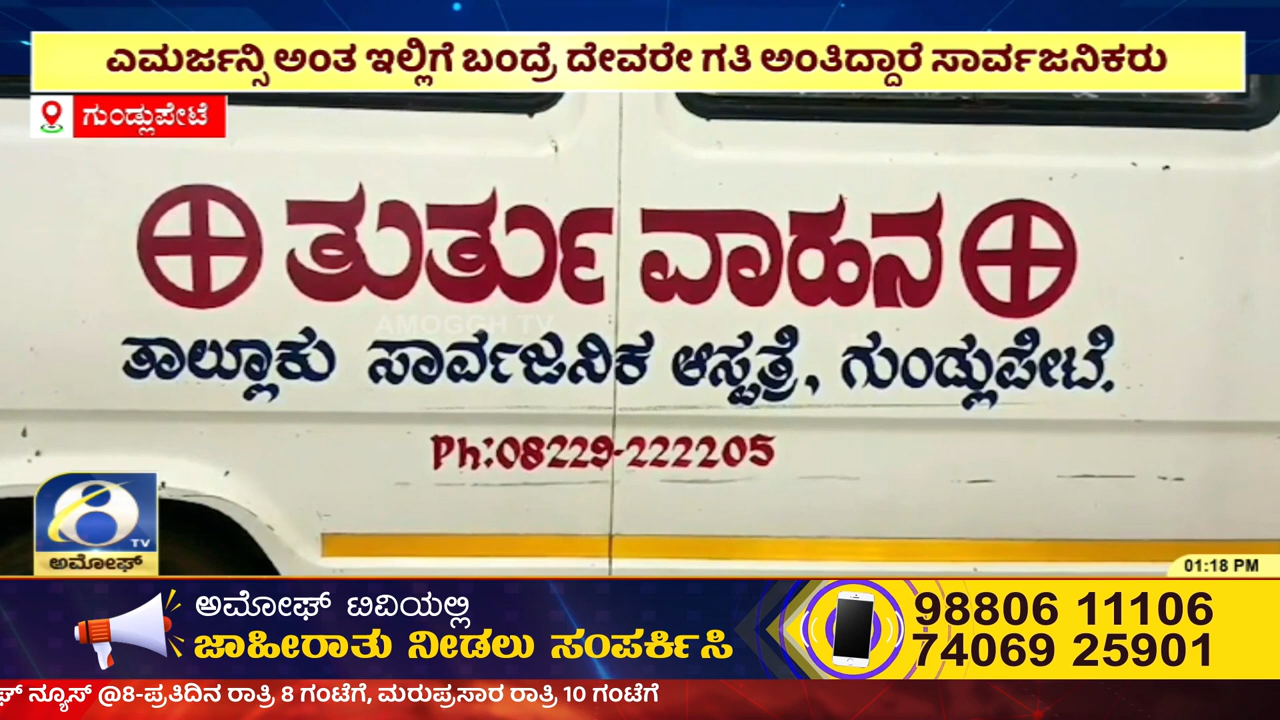 ಎಮರ್ಜನ್ಸಿ ಅಂತ ಇಲ್ಲಿಗೆ ಬಂದ್ರೆ ದೇವರೇ ಗತಿ ಅಂತಿದ್ದಾರೆ ಸಾರ್ವಜನಿಕರು
ಗುಂಡ್ಲುಪೇಟೆ
ತುರ್ತು ವಾಹನ
AMOGGH TV
ತಾಲ್ಲೂಕು ಸಾರ್ವಜನಿಕ ಆಸ್ಪತ್ರೆ, ಗುಂಡ್ಲುಪೇಟೆ.
Ph:08229-222205
8 TV
ಅಮೋಘ್
01:18 PM
ಅಮೋಘ್ ಟಿವಿಯಲ್ಲಿ
ಜಾಹೀರಾತು ನೀಡಲು ಸಂಪರ್ಕಿಸಿ
98806 11106
74069 25901
ಘ್ ನ್ಯೂಸ್ @8-ಪ್ರತಿದಿನ ರಾತ್ರಿ 8 ಗಂಟೆಗೆ, ಮರುಪ್ರಸಾರ ರಾತ್ರಿ 10 ಗಂಟೆಗೆ